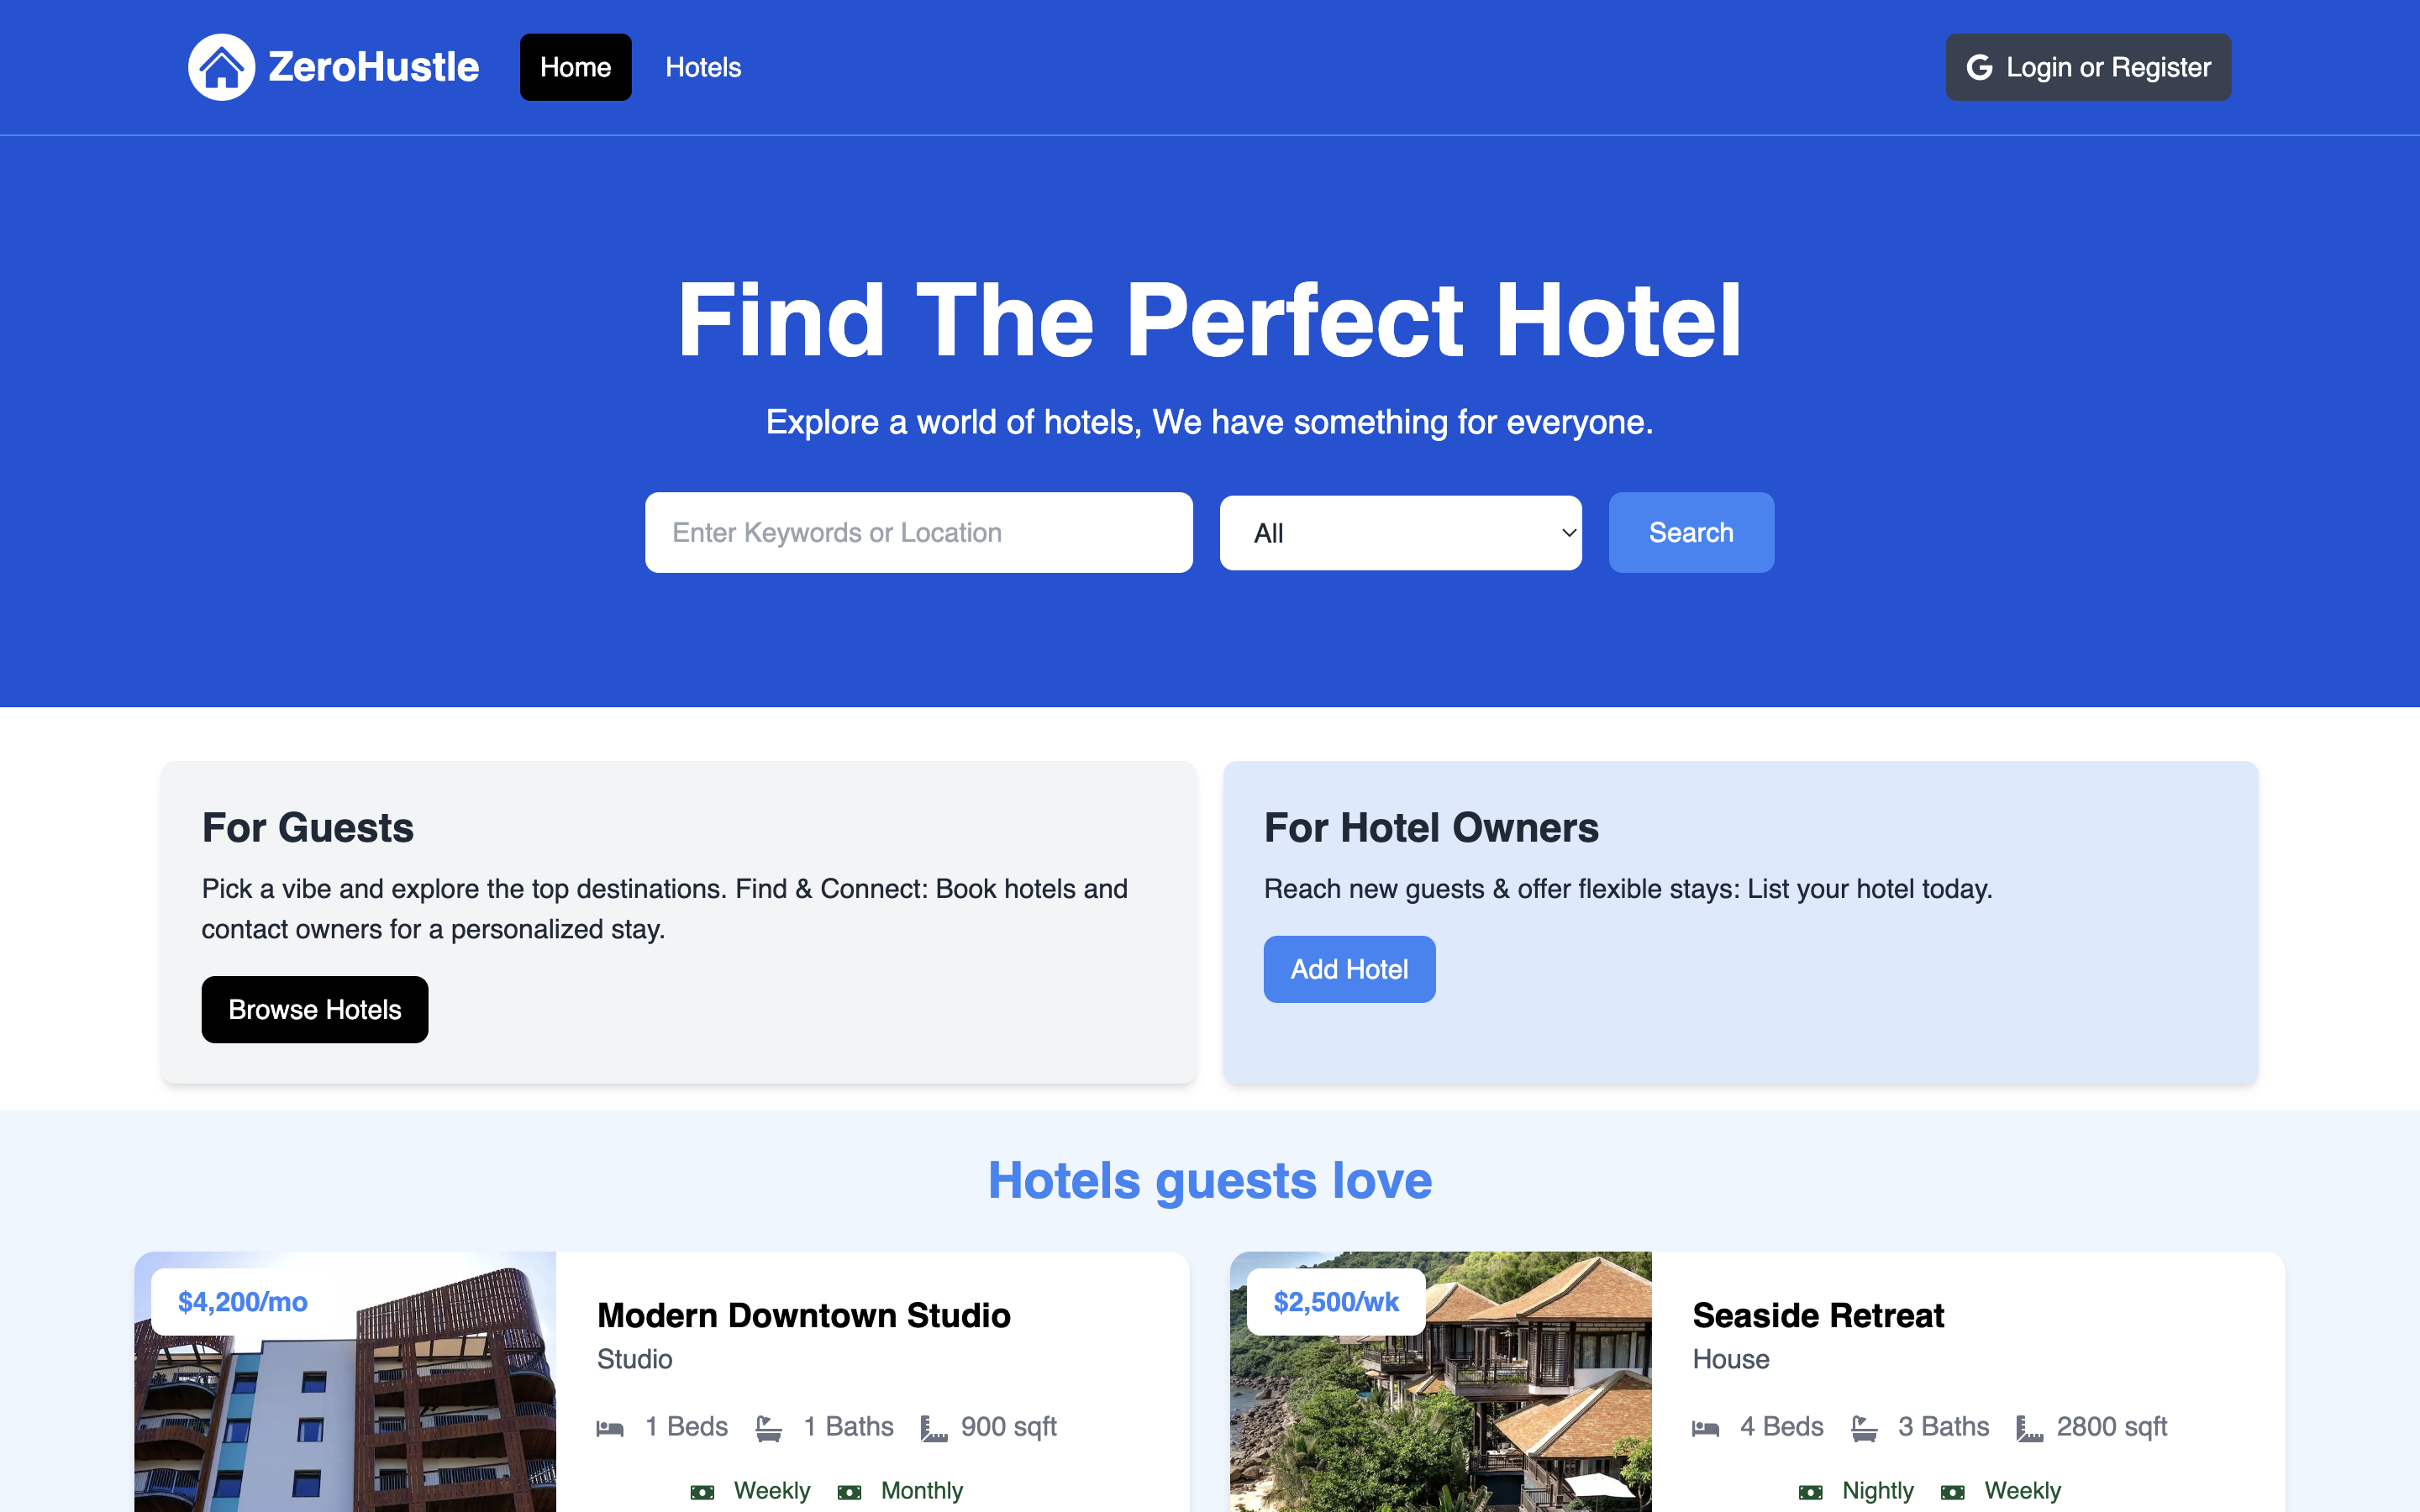 ZeroHustle
Home
Hotels
Login or Register
Find The Perfect Hotel
Explore a world of hotels, We have something for everyone.
Enter Keywords or Location
All
Search
For Guests
Pick a vibe and explore the top destinations. Find & Connect: Book hotels and
contact owners for a personalized stay.
Browse Hotels
For Hotel Owners
Reach new guests & offer flexible stays: List your hotel today.
Add Hotel
Hotels guests love
$4,200/mo
Modern Downtown Studio
Studio
1 Beds 1 Baths 900 sqft
Weekly Monthly
$2,500/wk
Seaside Retreat
House
4 Beds 3 Baths 2800 sqft
Nightly Weekly